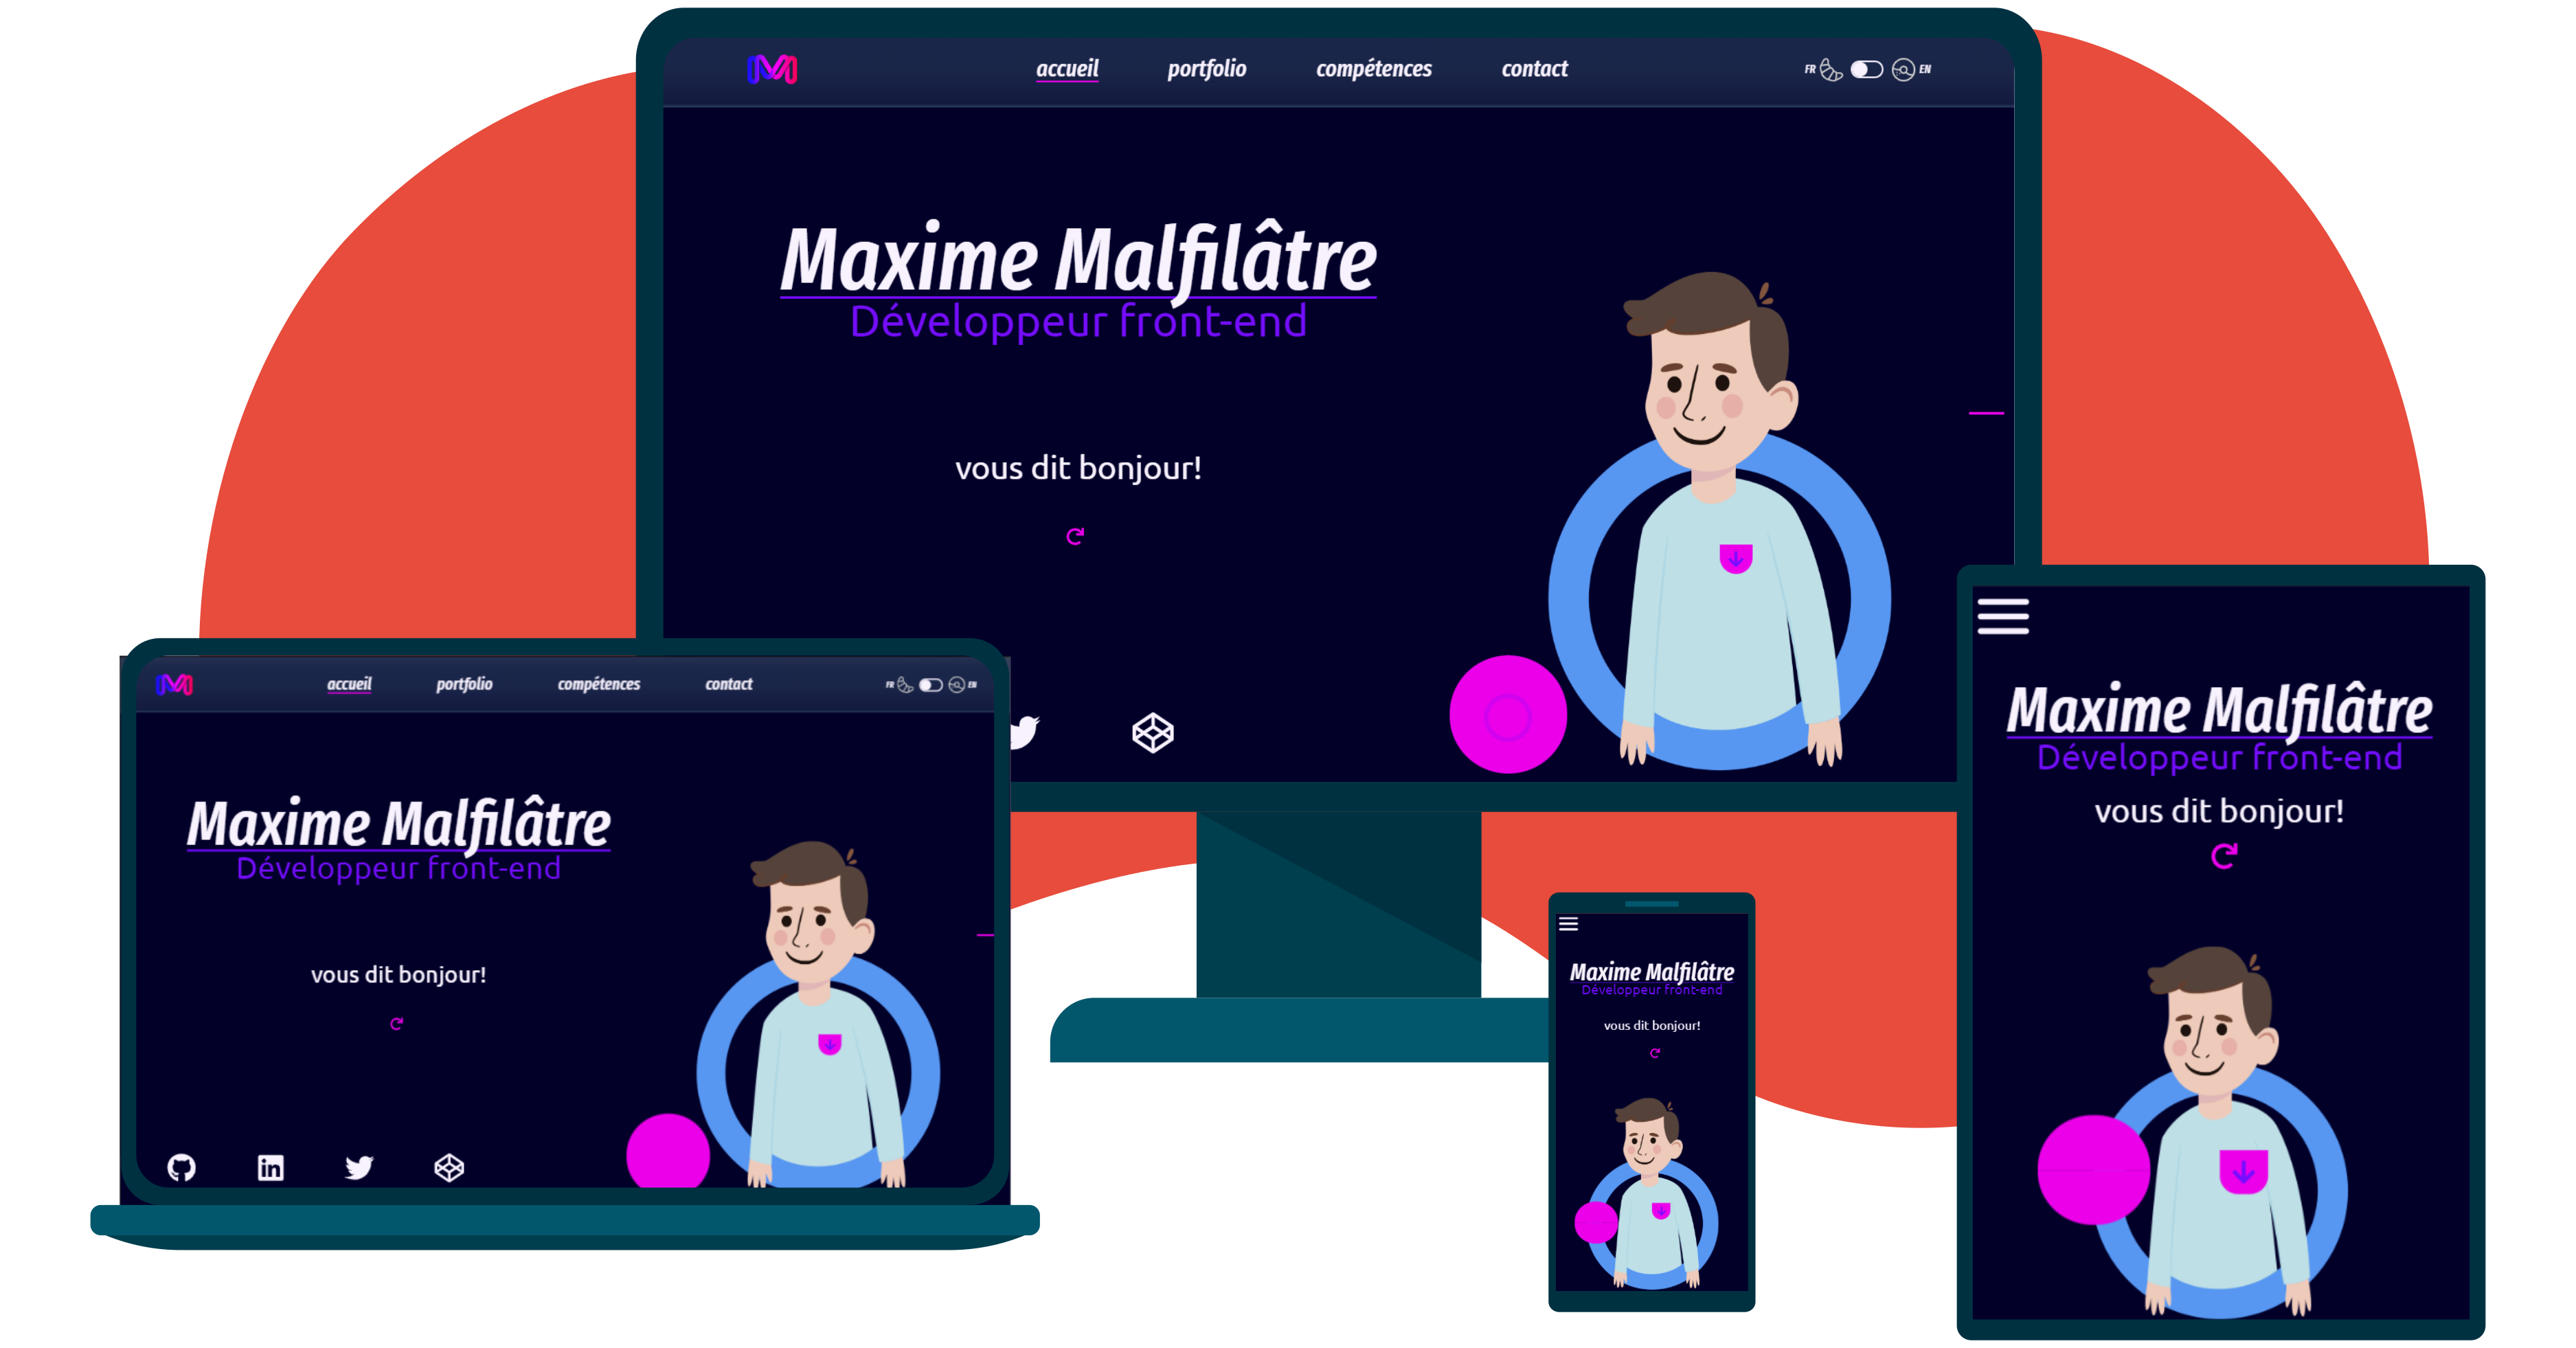 accueil portfolio compétences contact FR EN
Maxime Malfilâtre
Développeur front-end
vous dit bonjour!
accueil portfolio compétences contact FR EN
Maxime Malfilâtre
Développeur front-end
vous dit bonjour!
Maxime Malfilâtre
Développeur front-end
vous dit bonjour!
Maxime Malfilâtre
Développeur front-end
vous dit bonjour!